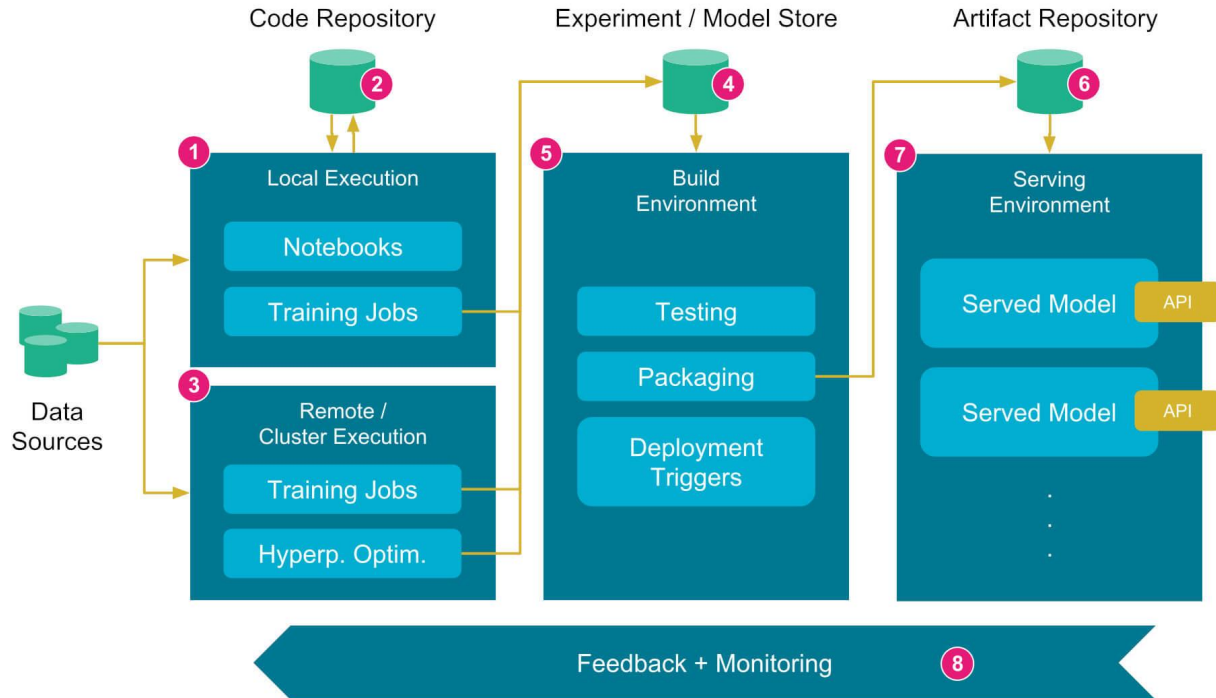 Code Repository
Experiment / Model Store
Artifact Repository
2
4
6
1
Local Execution
Notebooks
Training Jobs
3
Remote /
Cluster Execution
Training Jobs
Hyperp. Optim.
Data
Sources
5
Build
Environment
Testing
Packaging
Deployment
Triggers
7
Serving
Environment
Served Model
API
Served Model
API
.
.
.
Feedback + Monitoring
8